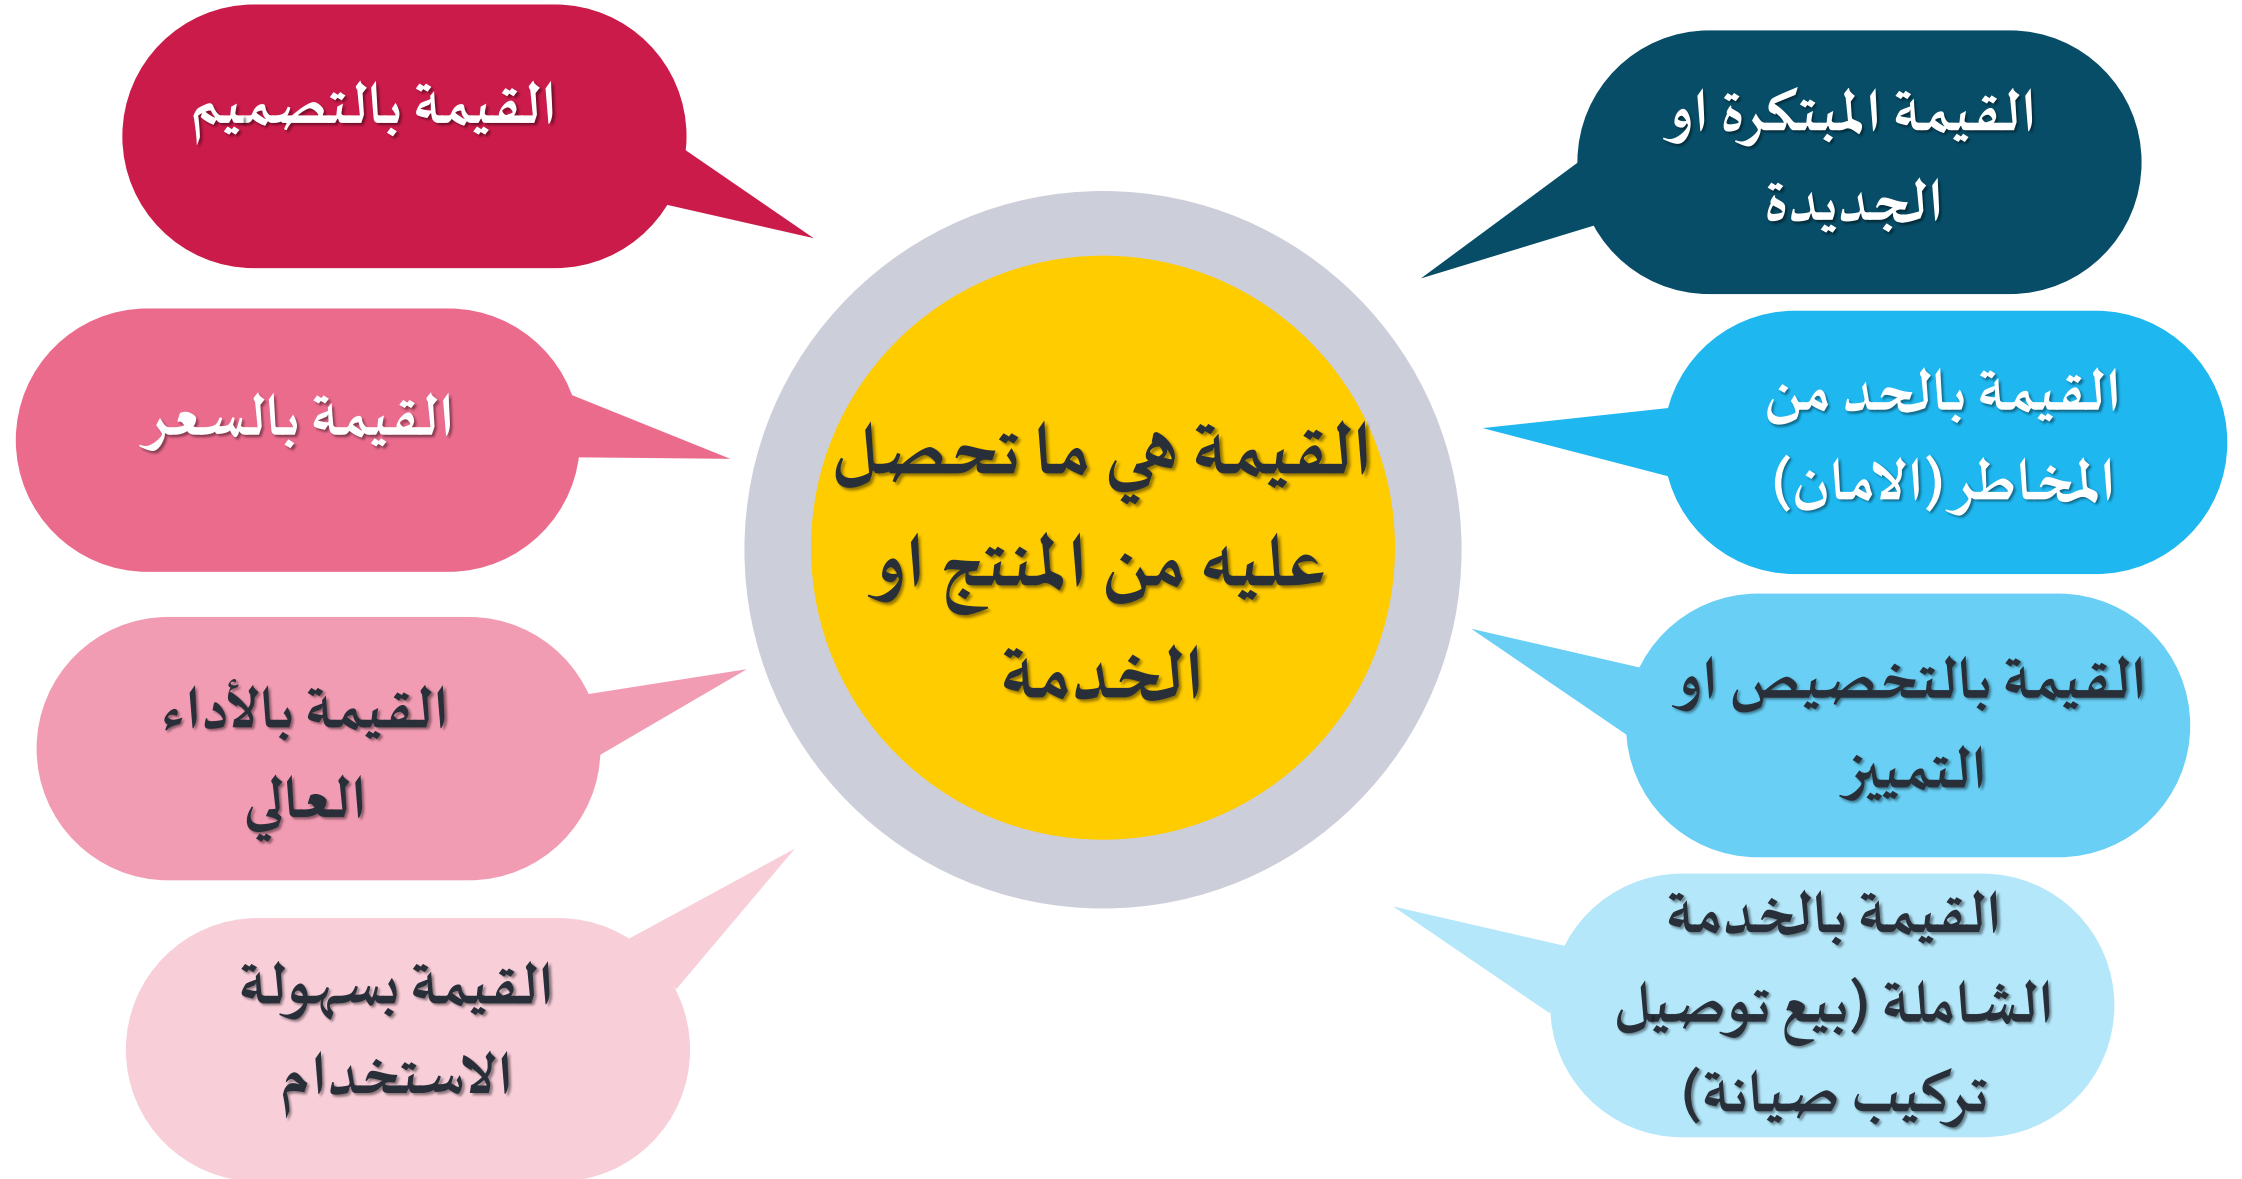 القيمة المبتكرة او
الجديدة
القيمة بالحد من
المخاطر(الامان)
القيمة بالتخصيص او
التمييز
القيمة بالخدمة
الشاملة (بيع توصيل
تركيب صيانة)
القيمة هي ما تحصل
عليه من المنتج او
الخدمة
القيمة بالتصميم
القيمة بالسعر
القيمة بالأداء
العالي
القيمة بسهولة
الاستخدام